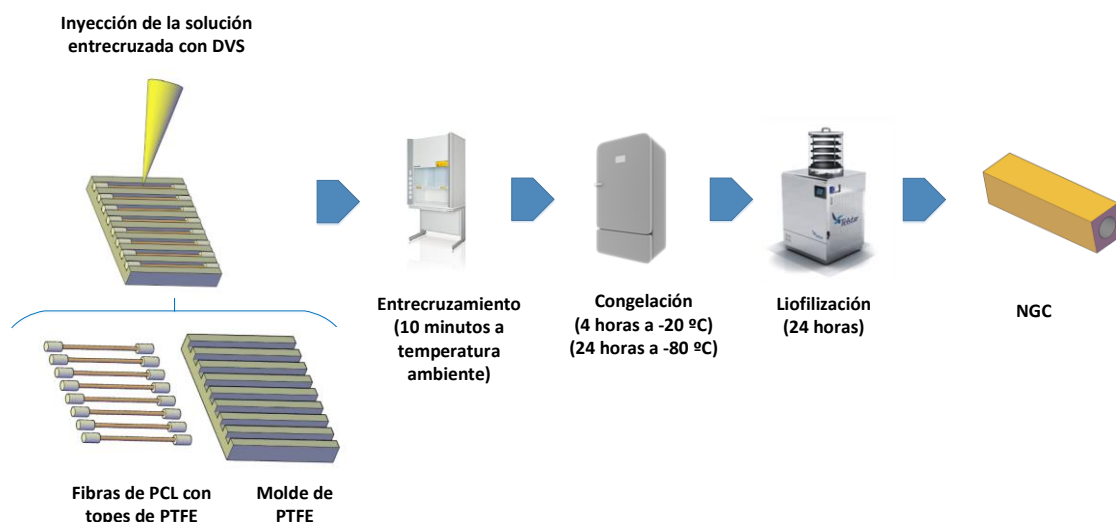 Inyección de la solución
entrecruzada con DVS
Entrecruzamiento
(10 minutos a
temperatura
ambiente)
Congelación
(4 horas a -20 ºC)
(24 horas a -80 ºC)
Liofilización
(24 horas)
NGC
Fibras de PCL con
topes de PTFE
Molde de
PTFE
Telstar